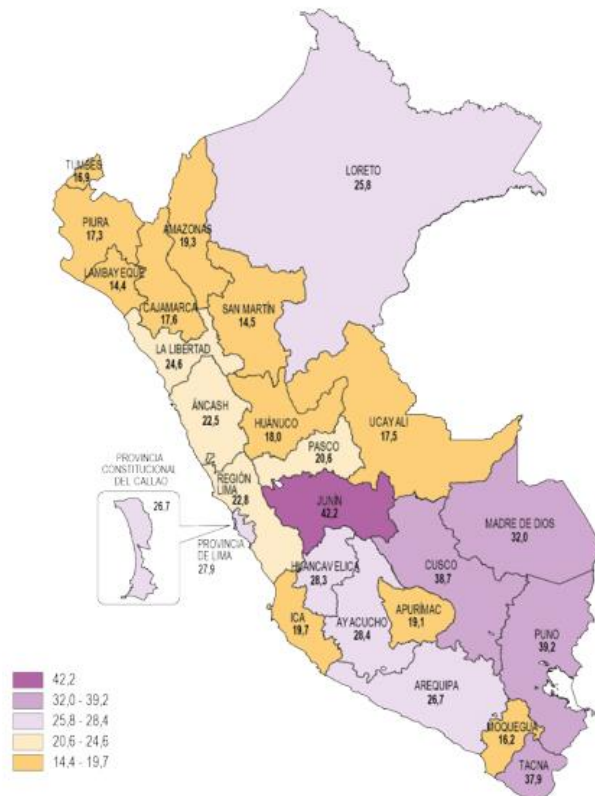 LORETO
25,8
TUMBES
16,9
PIURA
17,3
AMAZONAS
19,3
LAMBAYEQUE
14,4
CAJAMARCA
17,6
SAN MARTÍN
14,5
LA LIBERTAD
24,6
ÁNCASH
22,5
HUÁNUCO
18,0
UCAYALI
17,5
PASCO
20,6
PROVINCIA
CONSTITUCIONAL
DEL CALLAO
26,7
REGIÓN
LIMA
22,8
JUNÍN
42,2
MADRE DE DIOS
32,0
PROVINCIA
DE LIMA
27,9
HUANCAVELICA
28,3
CUSCO
38,7
ICA
19,7
AYACUCHO
28,4
APURÍMAC
19,1
PUNO
39,2
AREQUIPA
26,7
MOQUEGUA
16,2
TACNA
37,9
42,2
32,0 - 39,2
25,8 - 28,4
20,6 - 24,6
14,4 - 19,7